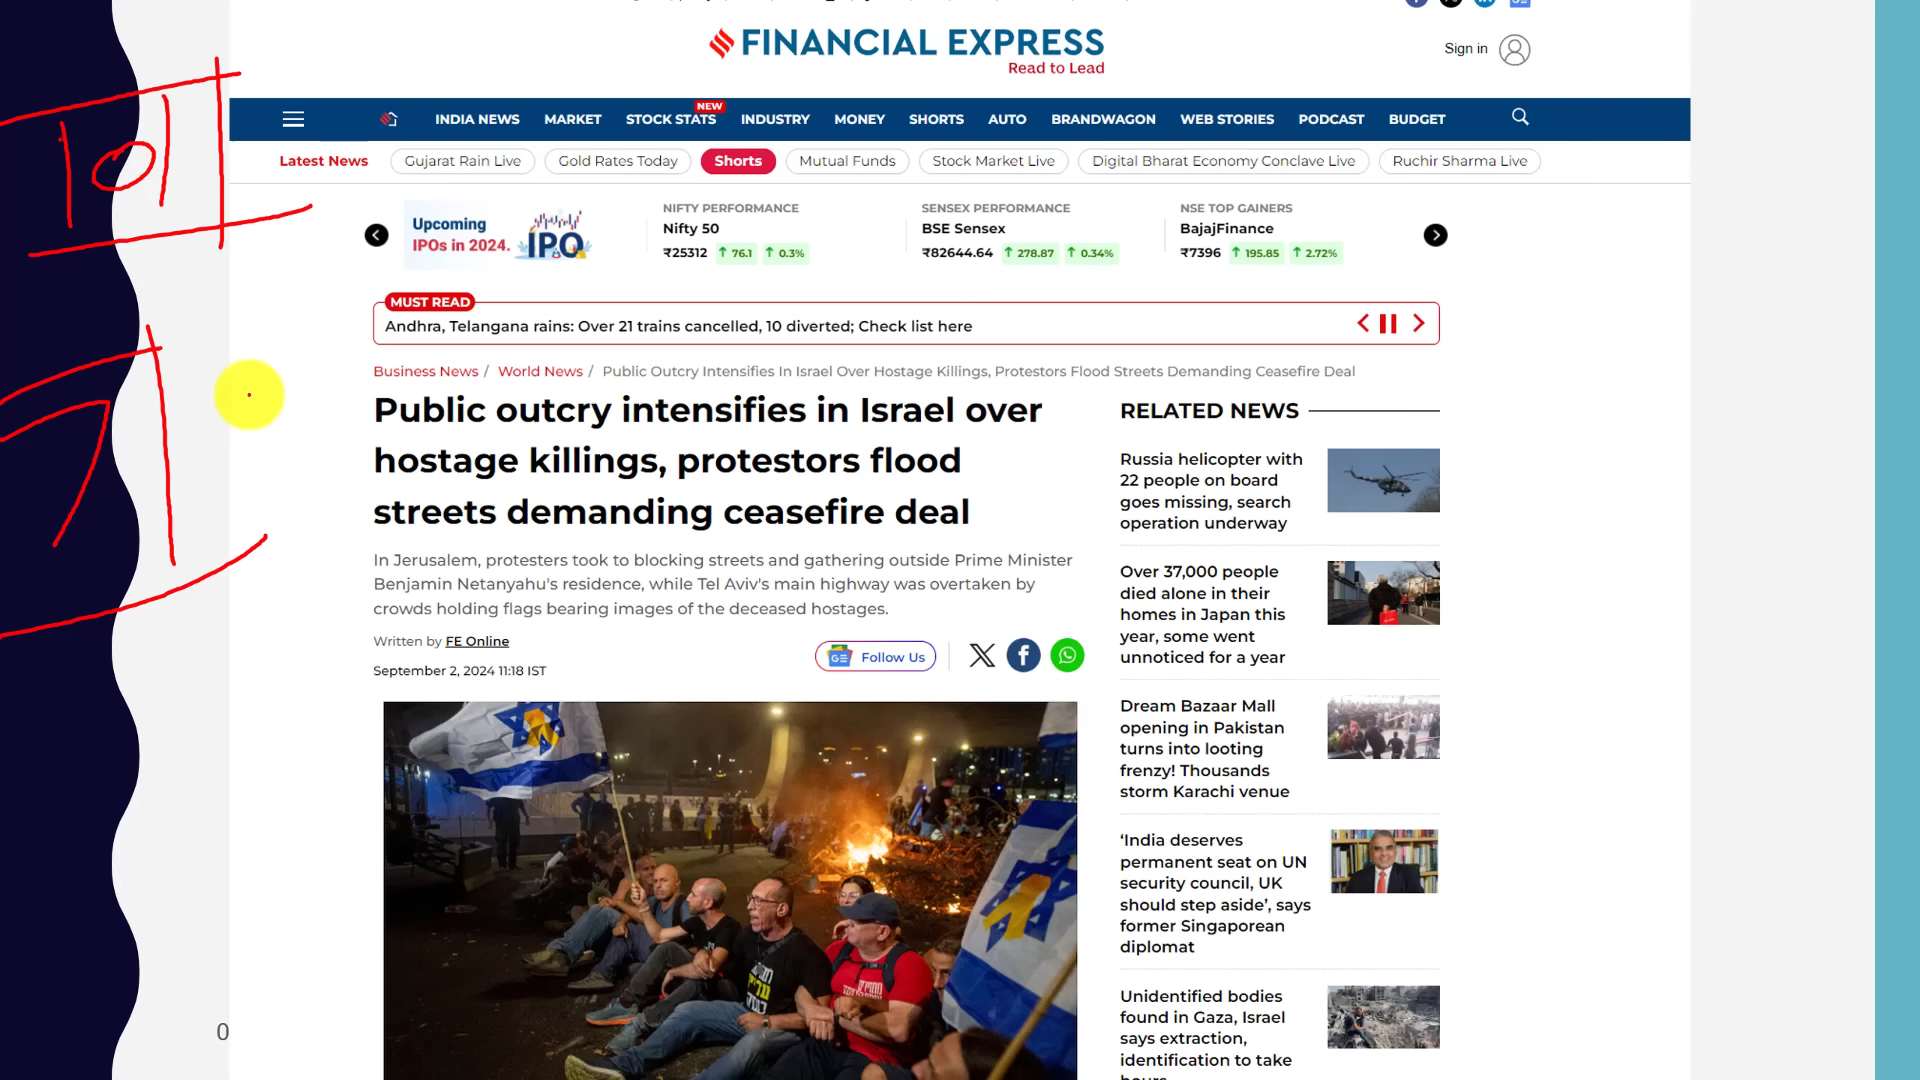 FINANCIAL EXPRESS
Read to Lead
Sign in
NEW
INDIA NEWS MARKET STOCK STATS INDUSTRY MONEY SHORTS AUTO BRANDWAGON WEB STORIES PODCAST BUDGET
Latest News Gujarat Rain Live Gold Rates Today Shorts Mutual Funds Stock Market Live Digital Bharat Economy Conclave Live Ruchir Sharma Live
Upcoming
IPOs in 2024.
IPO
NIFTY PERFORMANCE
Nifty 50
₹25312 ↑ 76.1 ↑ 0.3%
SENSEX PERFORMANCE
BSE Sensex
₹82644.64 ↑ 278.87 ↑ 0.34%
NSE TOP GAINERS
BajajFinance
₹7396 ↑ 195.85 ↑ 2.72%
MUST READ
Andhra, Telangana rains: Over 21 trains cancelled, 10 diverted; Check list here
Business News / World News / Public Outcry Intensifies In Israel Over Hostage Killings, Protestors Flood Streets Demanding Ceasefire Deal
Public outcry intensifies in Israel over
hostage killings, protestors flood
streets demanding ceasefire deal
In Jerusalem, protesters took to blocking streets and gathering outside Prime Minister
Benjamin Netanyahu's residence, while Tel Aviv's main highway was overtaken by
crowds holding flags bearing images of the deceased hostages.
Written by FE Online
September 2, 2024 11:18 IST
GE Follow Us
RELATED NEWS
Russia helicopter with
22 people on board
goes missing, search
operation underway
Over 37,000 people
died alone in their
homes in Japan this
year, some went
unnoticed for a year
Dream Bazaar Mall
opening in Pakistan
turns into looting
frenzy! Thousands
storm Karachi venue
‘India deserves
permanent seat on UN
security council, UK
should step aside’, says
former Singaporean
diplomat
Unidentified bodies
found in Gaza, Israel
says extraction,
identification to take
0